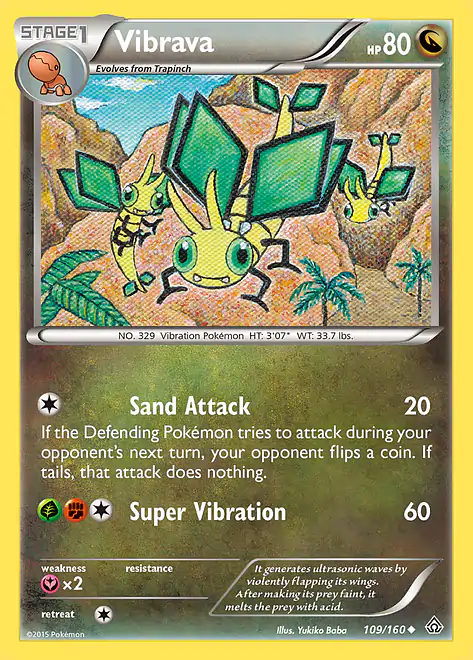 STAGE1
Vibrava
HP 80
Evolves from Trapinch
NO. 329 Vibration Pokémon HT: 3'07" WT: 33.7 lbs.
Sand Attack 20
If the Defending Pokémon tries to attack during your
opponent's next turn, your opponent flips a coin. If
tails, that attack does nothing.
Super Vibration 60
weakness resistance
×2
It generates ultrasonic waves by
violently flapping its wings.
After making its prey faint, it
melts the prey with acid.
retreat
©2015 Pokémon
Illus. Yukiko Baba 109/160